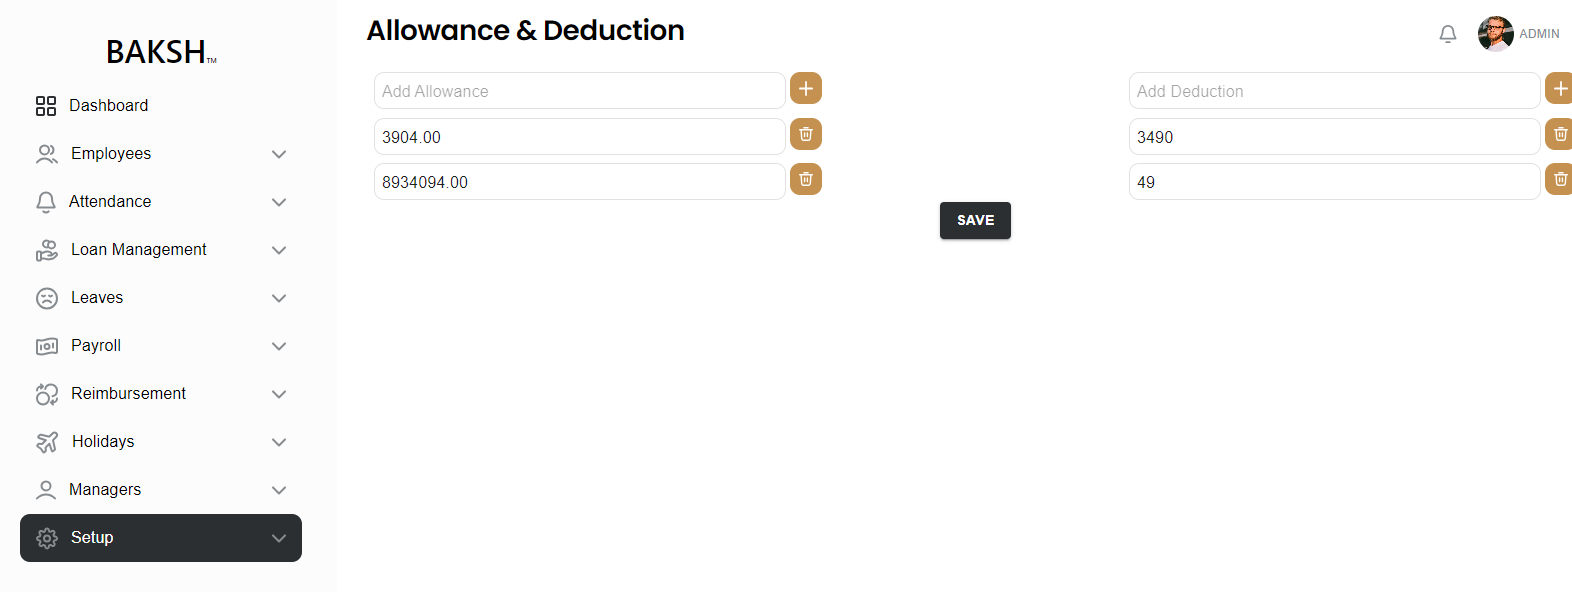 BAKSH™
Dashboard
Employees
Attendance
Loan Management
Leaves
Payroll
Reimbursement
Holidays
Managers
Setup
Allowance & Deduction
ADMIN
Add Allowance
3904.00
8934094.00
Add Deduction
3490
49
SAVE